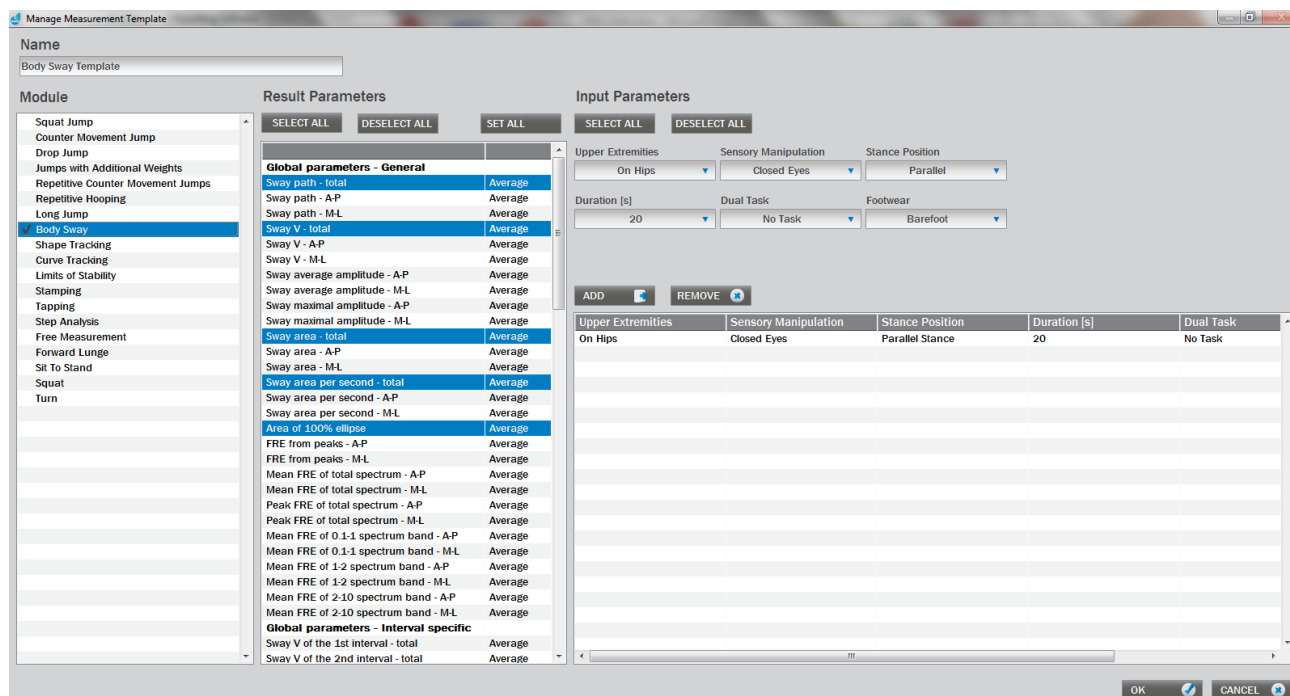 Manage Measurement Template
Name
Body Sway Template
Module
Squat Jump
Counter Movement Jump
Drop Jump
Jumps with Additional Weights
Repetitive Counter Movement Jumps
Repetitive Hooping
Long Jump
Body Sway
Shape Tracking
Curve Tracking
Limits of Stability
Stamping
Tapping
Step Analysis
Free Measurement
Forward Lunge
Sit To Stand
Squat
Turn
Result Parameters
SELECT ALL DESELECT ALL SET ALL
Global parameters - General
Sway path - total Average
Sway path - A-P Average
Sway path - M-L Average
Sway V - total Average
Sway V - A-P Average
Sway V - M-L Average
Sway average amplitude - A-P Average
Sway average amplitude - M-L Average
Sway maximal amplitude - A-P Average
Sway maximal amplitude - M-L Average
Sway area - total Average
Sway area - A-P Average
Sway area - M-L Average
Sway area per second - total Average
Sway area per second - A-P Average
Sway area per second - M-L Average
Area of 100% ellipse Average
FRE from peaks - A-P Average
FRE from peaks - M-L Average
Mean FRE of total spectrum - A-P Average
Mean FRE of total spectrum - M-L Average
Peak FRE of total spectrum - A-P Average
Peak FRE of total spectrum - M-L Average
Mean FRE of 0.1-1 spectrum band - A-P Average
Mean FRE of 0.1-1 spectrum band - M-L Average
Mean FRE of 1-2 spectrum band - A-P Average
Mean FRE of 1-2 spectrum band - M-L Average
Mean FRE of 2-10 spectrum band - A-P Average
Mean FRE of 2-10 spectrum band - M-L Average
Global parameters - Interval specific
Sway V of the 1st interval - total Average
Sway V of the 2nd interval - total Average
Input Parameters
SELECT ALL DESELECT ALL
Upper Extremities Sensory Manipulation Stance Position
On Hips Closed Eyes Parallel
Duration [s] Dual Task Footwear
20 No Task Barefoot
ADD REMOVE
Upper Extremities Sensory Manipulation Stance Position Duration [s] Dual Task
On Hips Closed Eyes Parallel Stance 20 No Task
OK CANCEL